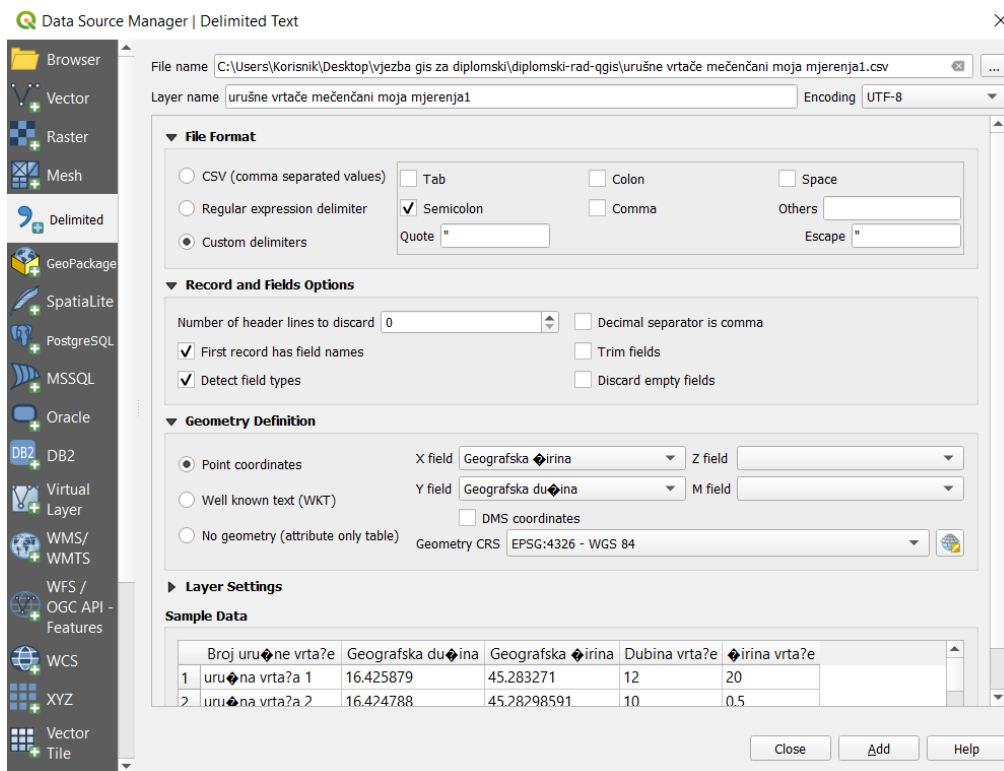 Data Source Manager | Delimited Text
Browser
Vector
Raster
Mesh
Delimited
GeoPackage
SpatiaLite
PostgreSQL
MSSQL
Oracle
DB2
DB2
Virtual
Layer
WMS/
WMTS
WFS /
OGC API -
Features
WCS
XYZ
Vector
Tile
File name C:\Users\Korisnik\Desktop\vjezba gis za diplomski\diplomski-rad-qgis\urušne vrtače mečenčani moja mjerenja1.csv ...
Layer name urušne vrtače mečenčani moja mjerenja1 Encoding UTF-8
File Format
CSV (comma separated values) Tab Colon Space
Regular expression delimiter Semicolon Comma Others
Custom delimiters Quote " Escape "
Record and Fields Options
Number of header lines to discard 0 Decimal separator is comma
First record has field names Trim fields
Detect field types Discard empty fields
Geometry Definition
Point coordinates X field Geografska �irina Z field
Well known text (WKT) Y field Geografska du�ina M field
DMS coordinates
No geometry (attribute only table) Geometry CRS EPSG:4326 - WGS 84
Layer Settings
Sample Data
Broj uru�ne vrta?e Geografska du�ina Geografska �irina Dubina vrta?e �irina vrta?e
1 uru�na vrta?a 1 16.425879 45.283271 12 20
2 uru�na vrta?a 2 16.424788 45.28298591 10 0.5
Close Add Help